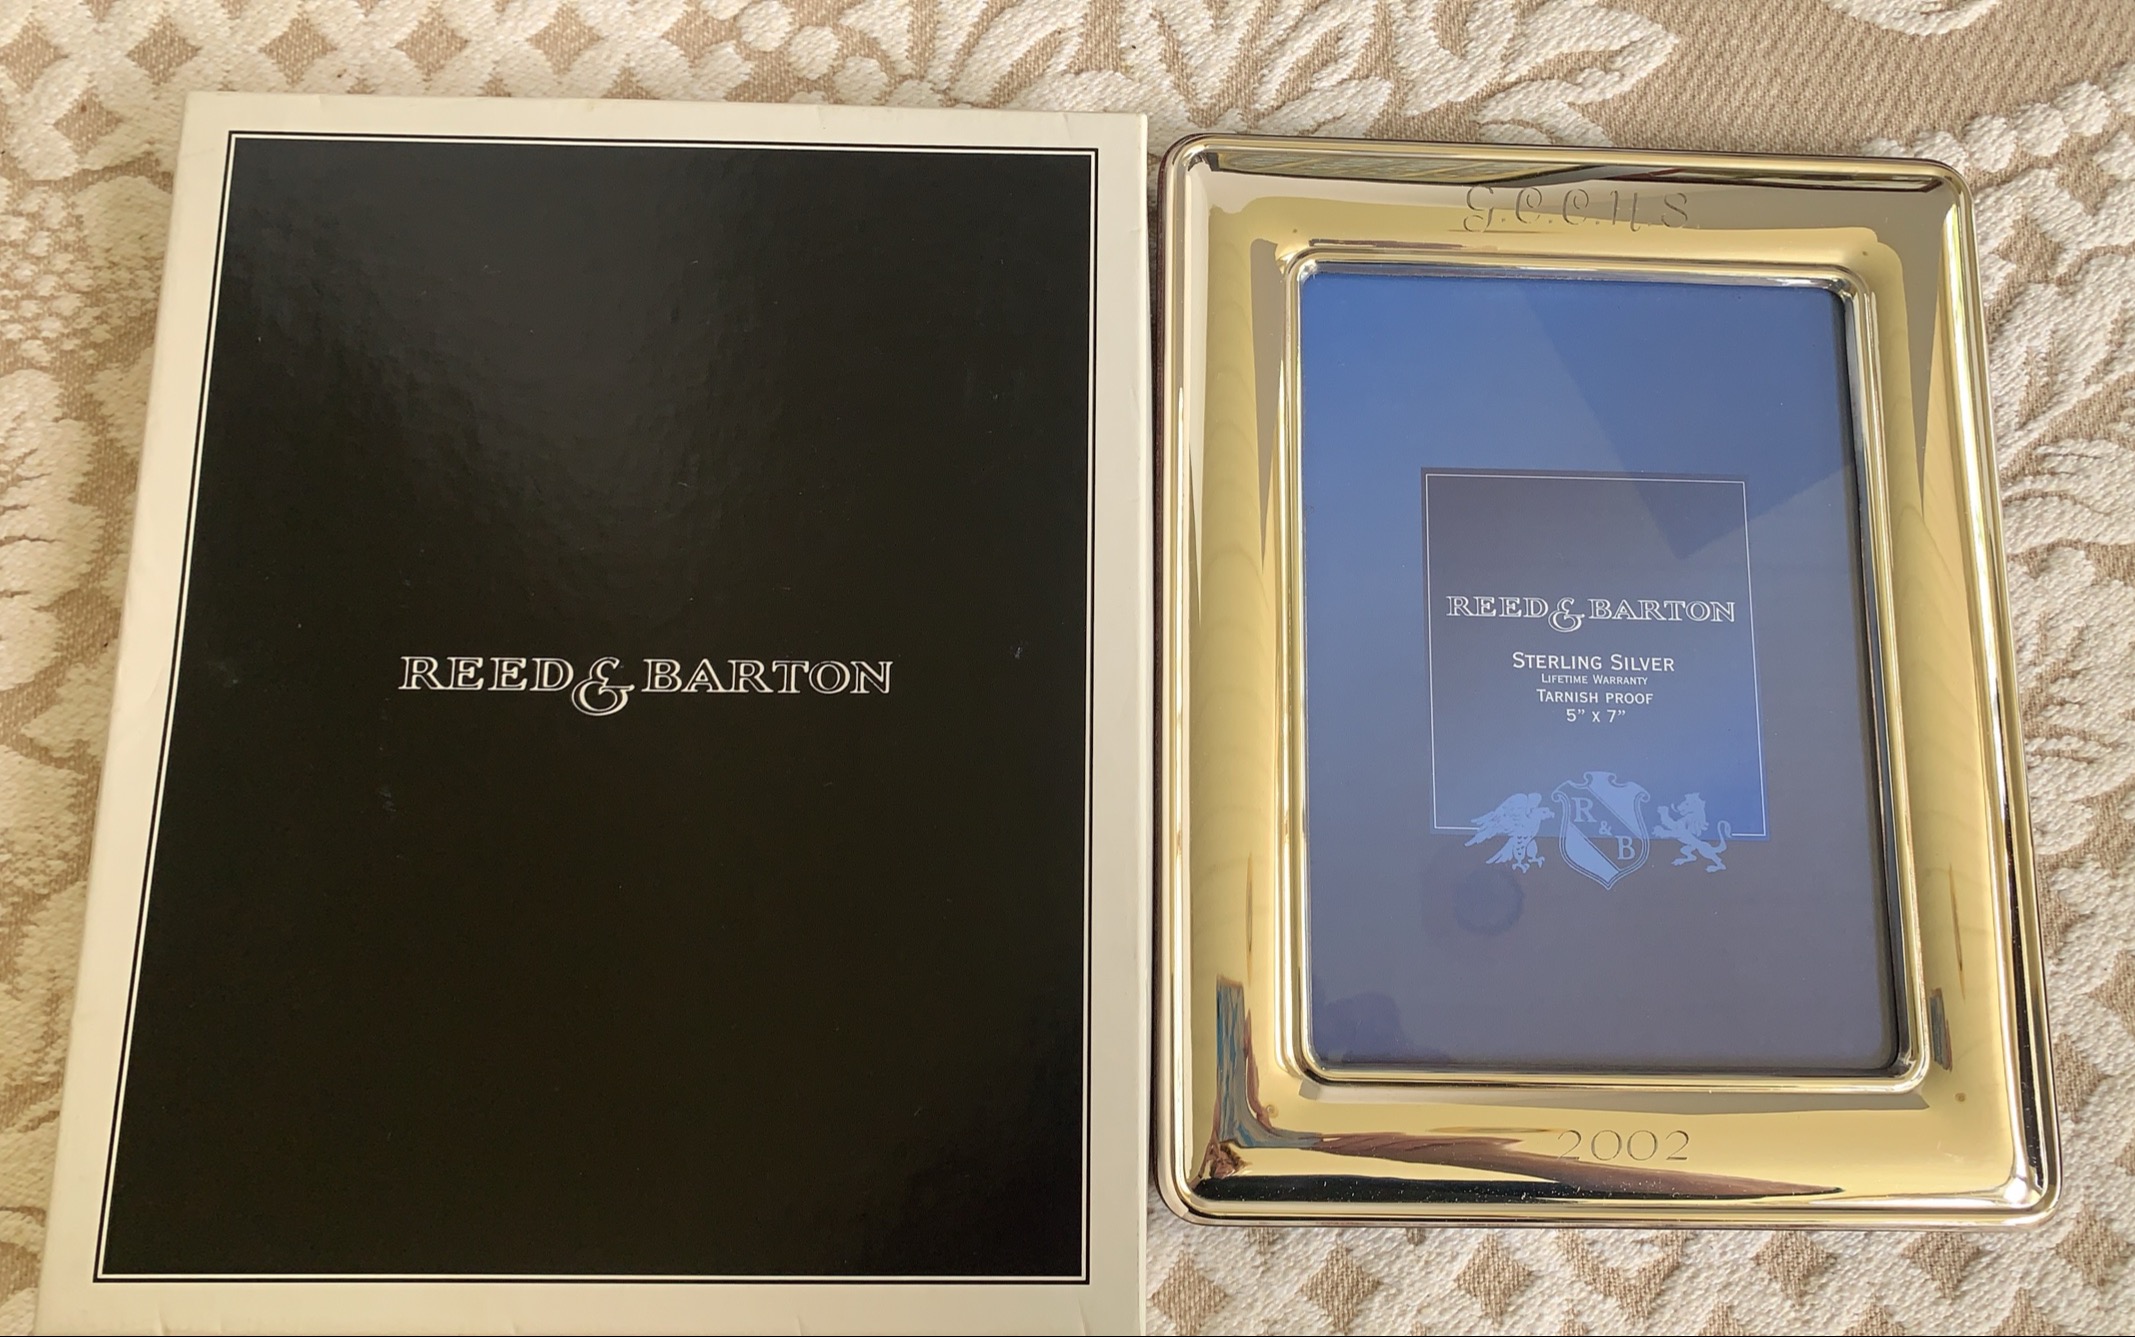 REED & BARTON
G.C.C.H.S.
REED & BARTON
STERLING SILVER
LIFETIME WARRANTY
TARNISH PROOF
5" x 7"
R
&
B
2002